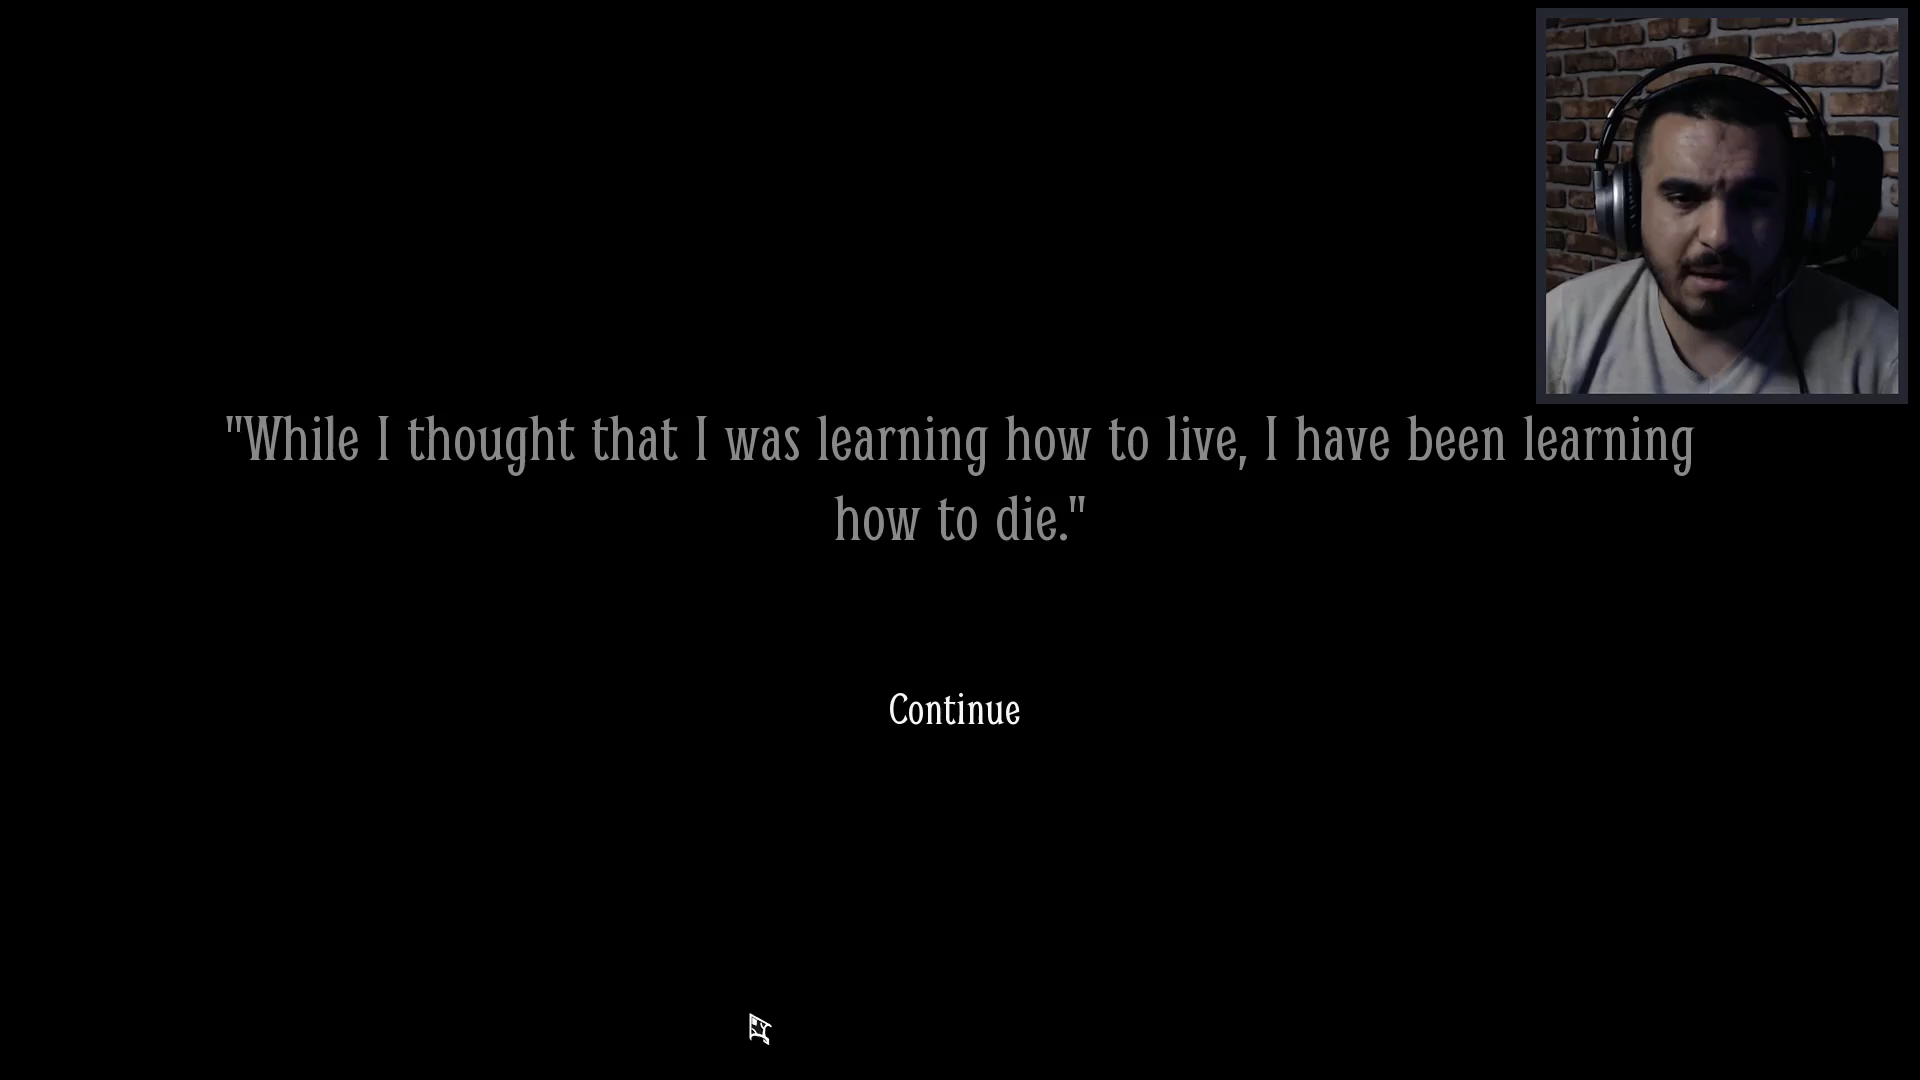 "While I thought that I was learning how to live, I have been learning
how to die."
Continue